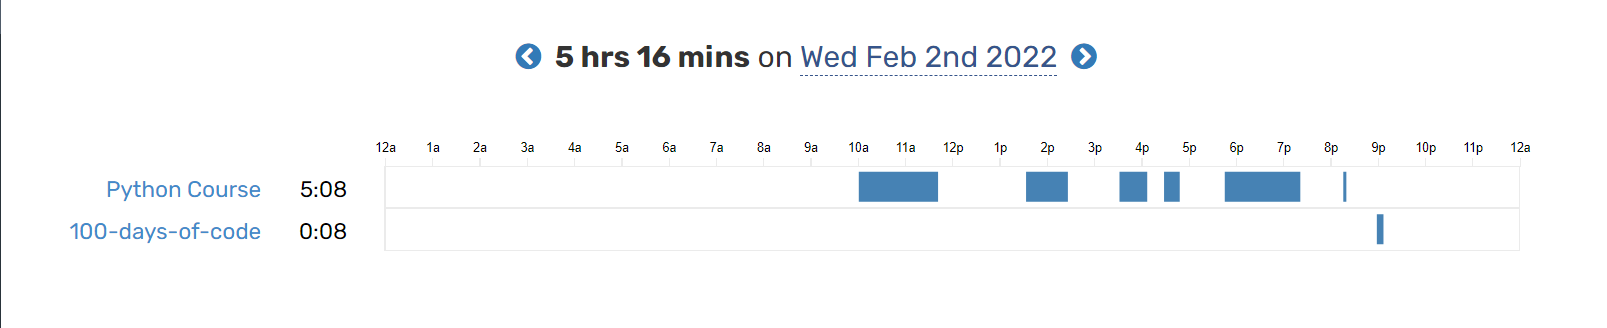 5 hrs 16 mins on Wed Feb 2nd 2022
12a 1a 2a 3a 4a 5a 6a 7a 8a 9a 10a 11a 12p 1p 2p 3p 4p 5p 6p 7p 8p 9p 10p 11p 12a
Python Course 5:08
100-days-of-code 0:08